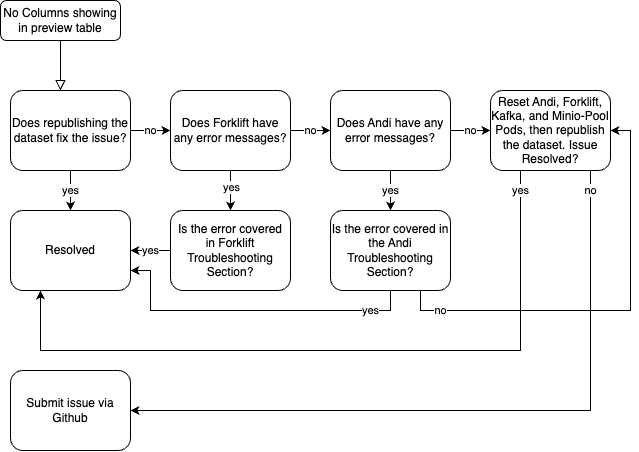 No Columns showing
in preview table
Does republishing the
dataset fix the issue?
no
Does Forklift have
any error messages?
no
Does Andi have any
error messages?
no
Reset Andi, Forklift,
Kafka, and Minio-Pool
Pods, then republish
the dataset. Issue
Resolved?
yes
yes
yes
yes
no
Resolved
yes
Is the error covered
in Forklift
Troubleshooting
Section?
Is the error covered in
the Andi
Troubleshooting
Section?
yes
no
Submit issue via
Github